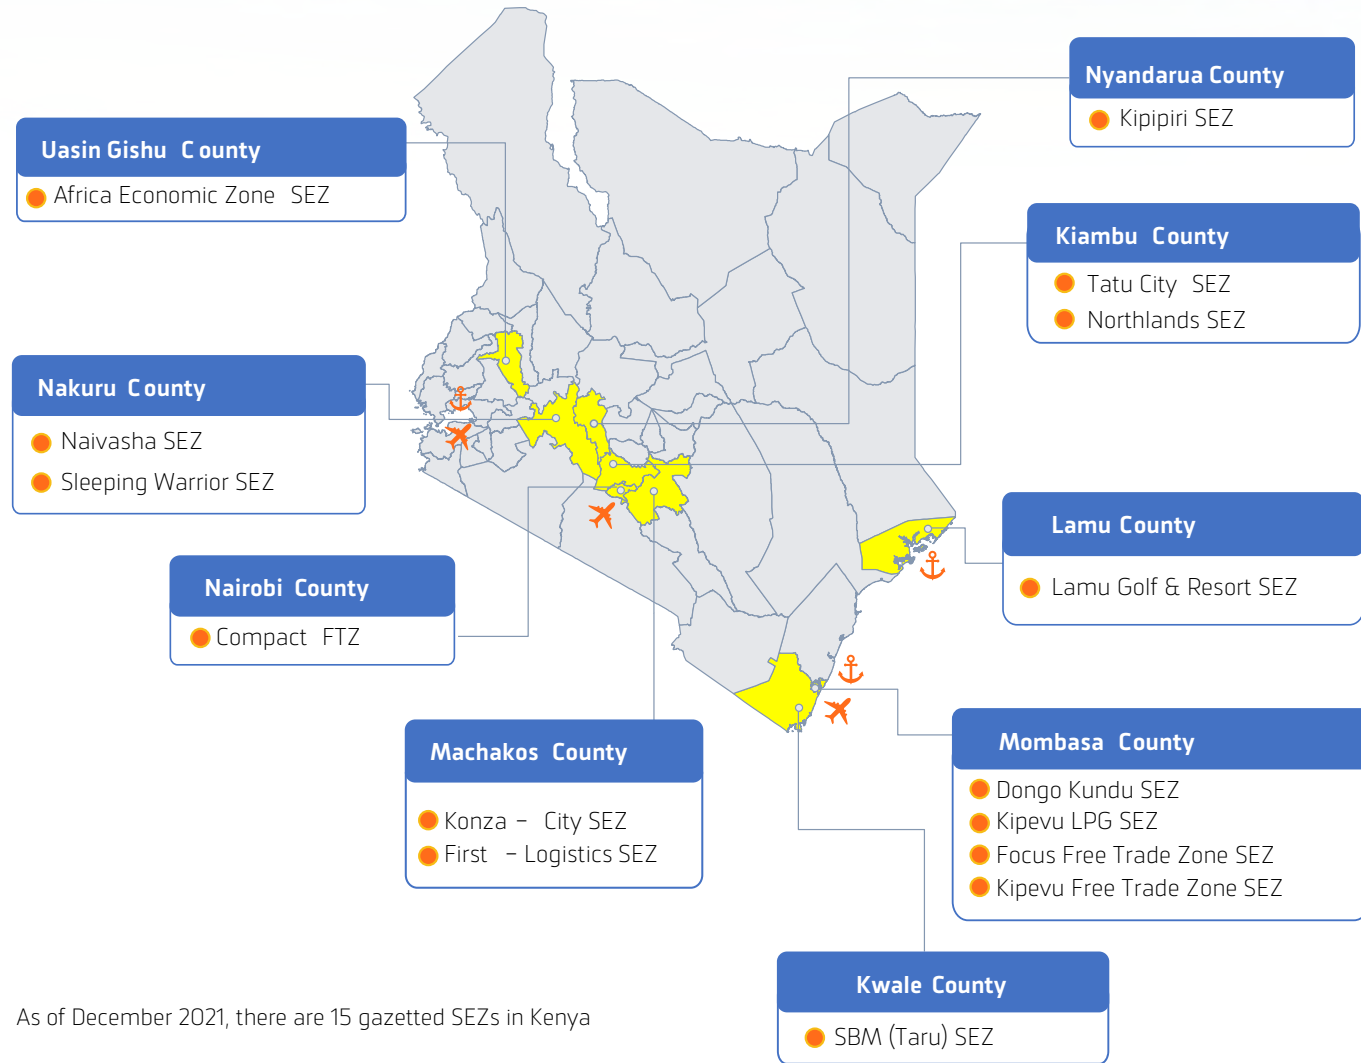 Nyandarua County
Kipipiri SEZ
Uasin Gishu County
Africa Economic Zone SEZ
Kiambu County
Tatu City SEZ
Northlands SEZ
Nakuru County
Naivasha SEZ
Sleeping Warrior SEZ
Lamu County
Lamu Golf & Resort SEZ
Nairobi County
Compact FTZ
Machakos County
Konza – City SEZ
First – Logistics SEZ
Mombasa County
Dongo Kundu SEZ
Kipevu LPG SEZ
Focus Free Trade Zone SEZ
Kipevu Free Trade Zone SEZ
Kwale County
SBM (Taru) SEZ
As of December 2021, there are 15 gazetted SEZs in Kenya